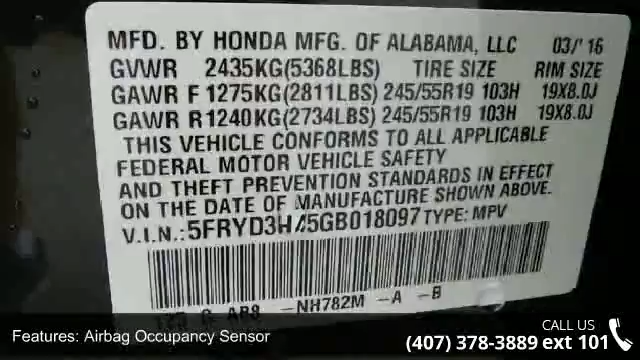 MFD. BY HONDA MFG. OF ALABAMA, LLC 03/'16
GVWR 2435KG(5368LBS) TIRE SIZE RIM SIZE
GAWR F 1275KG(2811LBS) 245/55R19 103H 19X8.0J
GAWR R 1240KG(2734LBS) 245/55R19 103H 19X8.0J
THIS VEHICLE CONFORMS TO ALL APPLICABLE
FEDERAL MOTOR VEHICLE SAFETY
AND THEFT PREVENTION STANDARDS IN EFFECT
ON THE DATE OF MANUFACTURE SHOWN ABOVE.
V.I.N.: 5FRYD3H45GB018097 TYPE: MPV
-NH782M -A -B
CALL US
Features: Airbag Occupancy Sensor
(407) 378-3889 ext 101